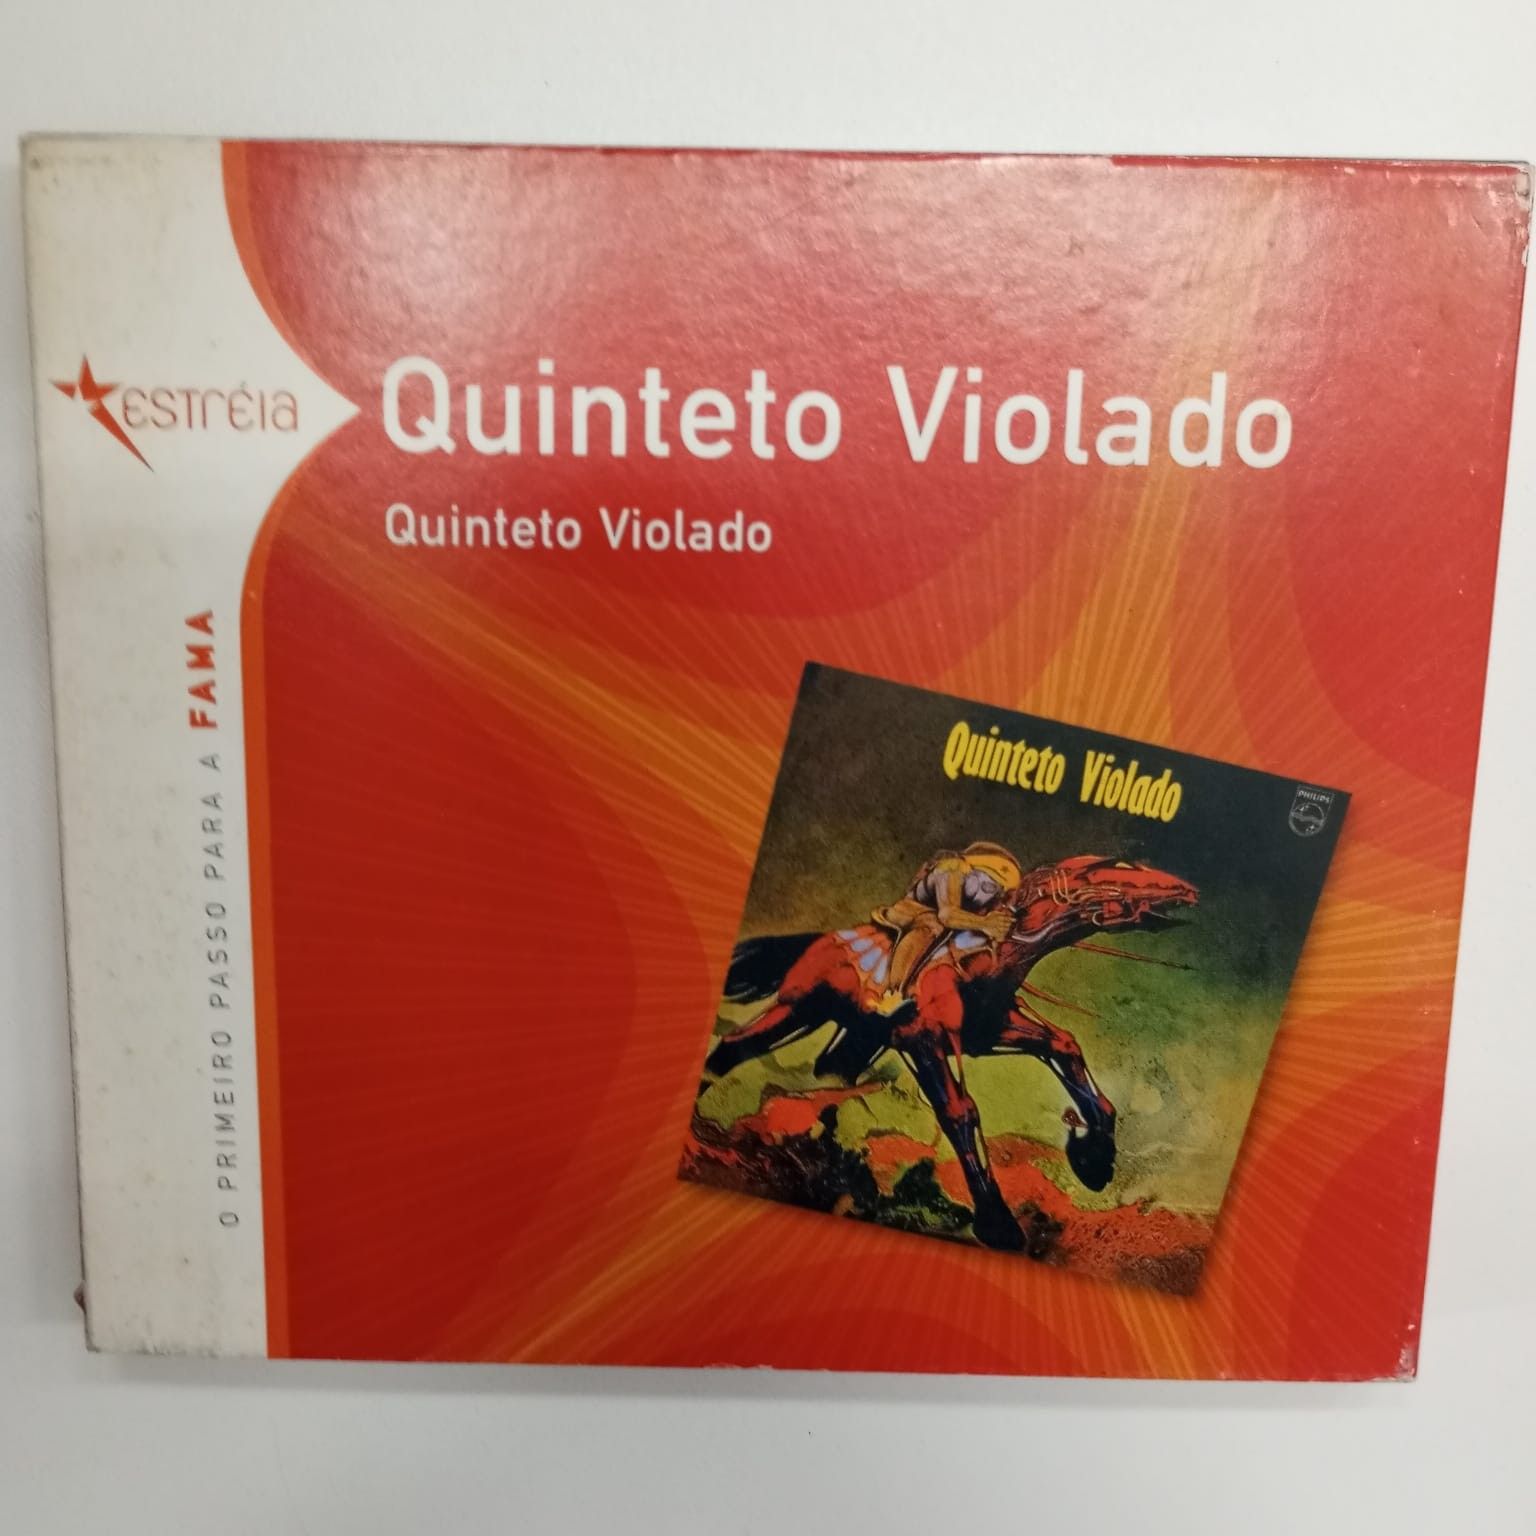 Quinteto Violado
Quinteto Violado
ESTRÉIA
O PRIMEIRO PASSO PARA A FAMA
Quinteto Violado
PHILIPS